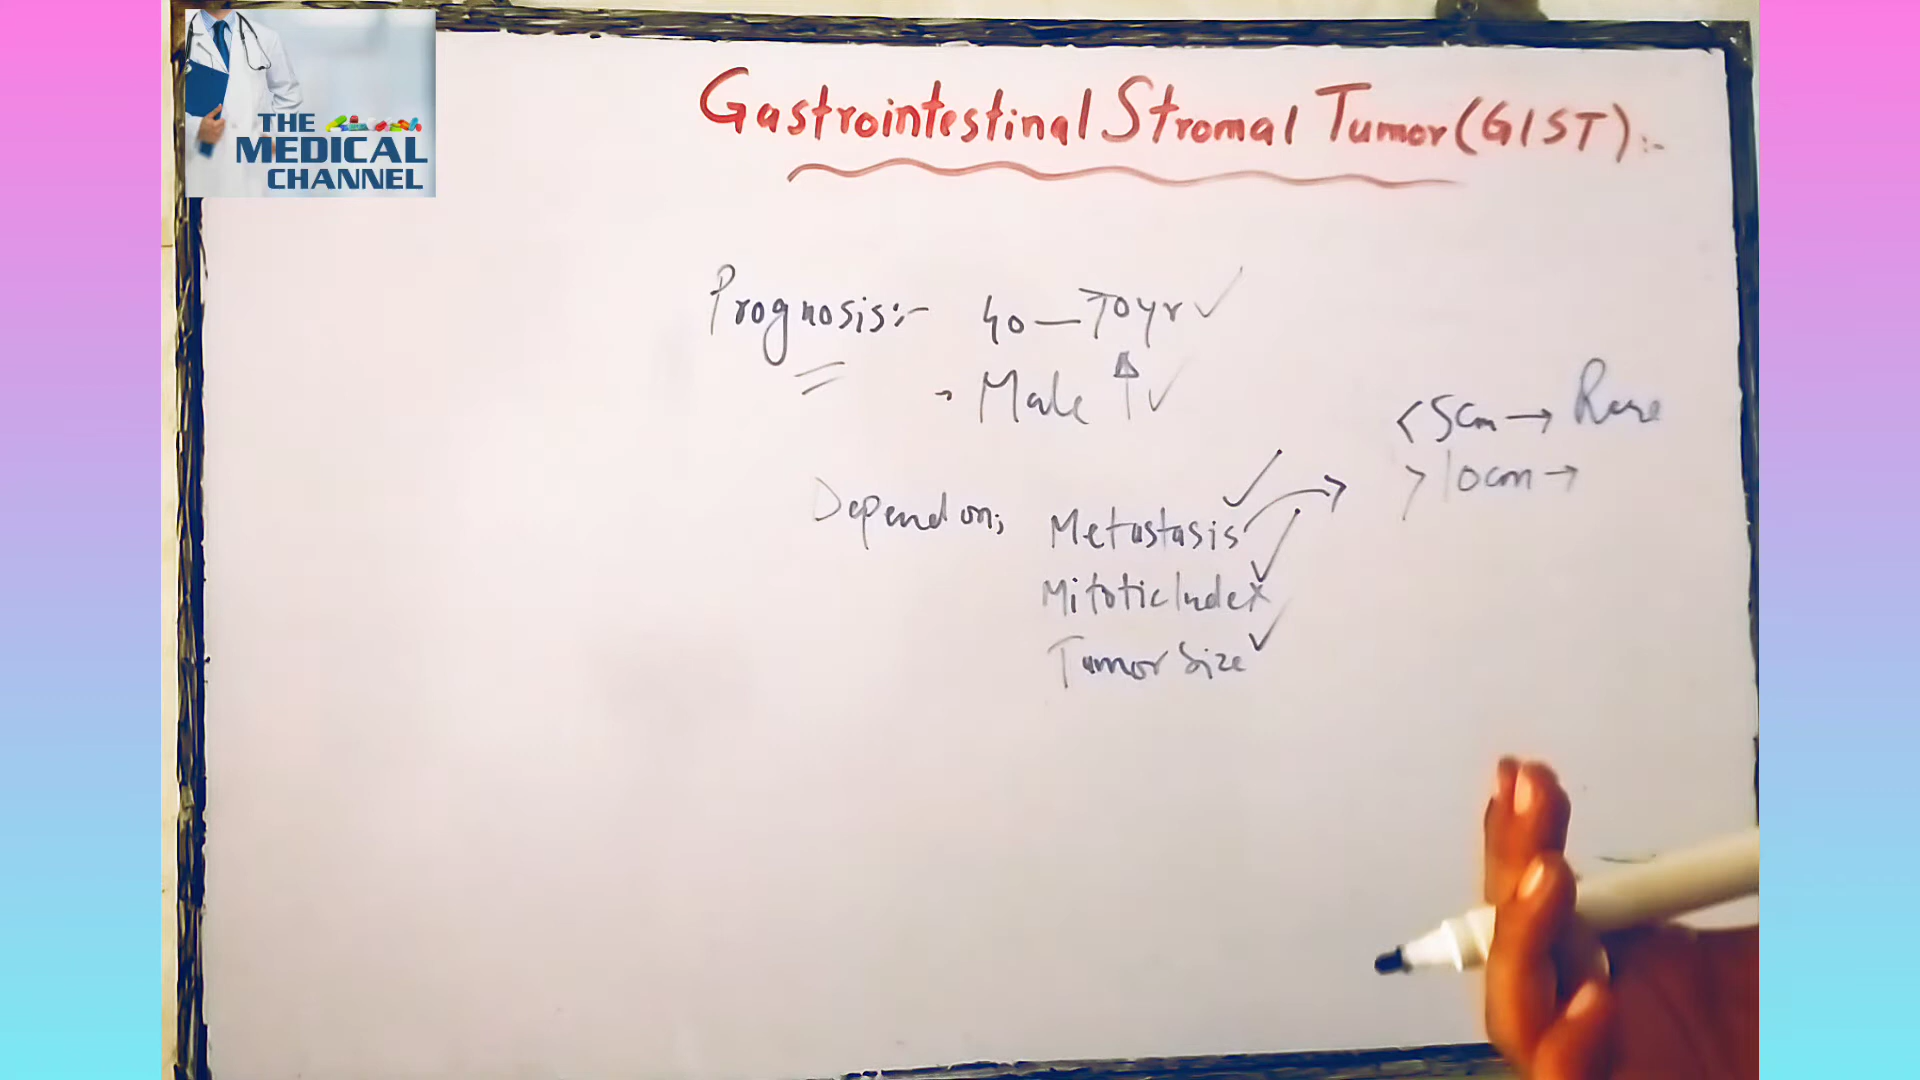 THE
MEDICAL
CHANNEL
Gastrointestinal Stromal Tumor (GIST):-
Prognosis:- 40—70yr ✓
- Male ↑ ✓
<5cm → Rare
>10cm →
Depend on; Metastasis ✓ →
Mitotic Index ✓
Tumor Size ✓